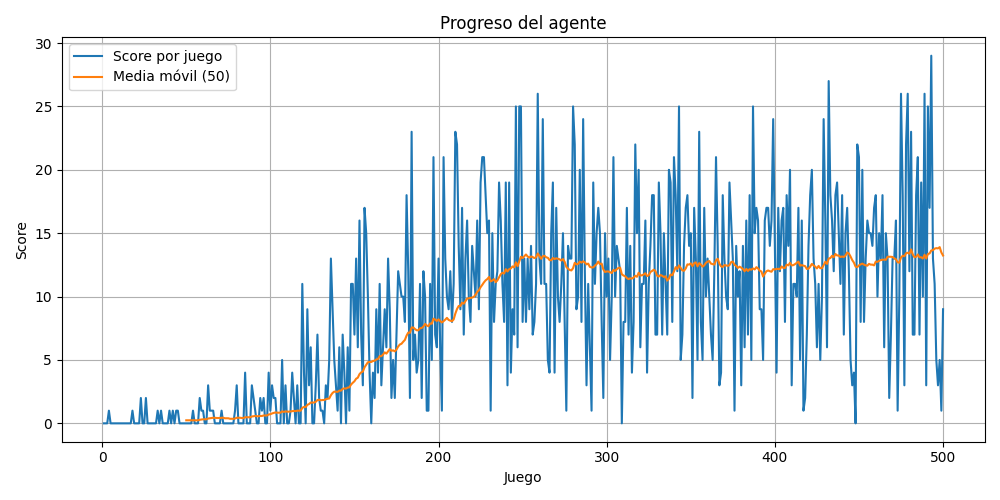 Progreso del agente
Score por juego
Media móvil (50)
30
25
20
15
10
5
0
Score
0
100
200
300
400
500
Juego